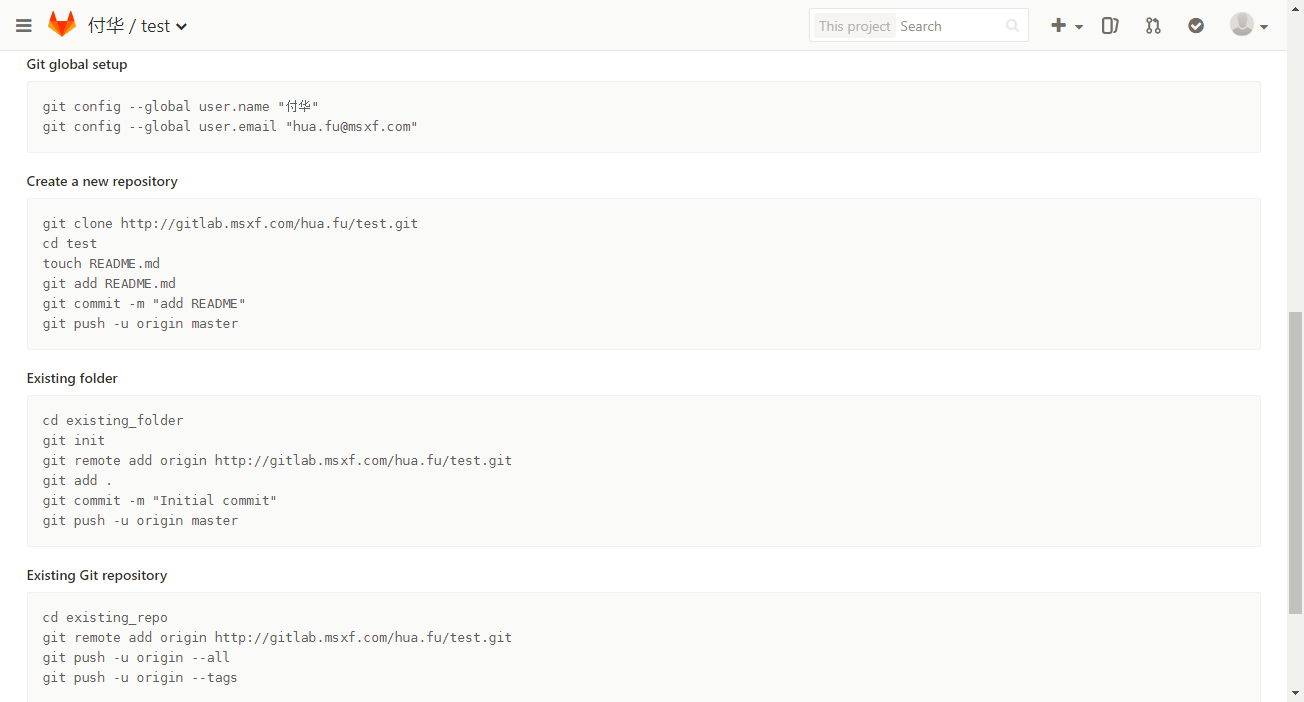 付华 / test
This project Search
Git global setup
git config --global user.name "付华"
git config --global user.email "hua.fu@msxf.com"
Create a new repository
git clone http://gitlab.msxf.com/hua.fu/test.git
cd test
touch README.md
git add README.md
git commit -m "add README"
git push -u origin master
Existing folder
cd existing_folder
git init
git remote add origin http://gitlab.msxf.com/hua.fu/test.git
git add .
git commit -m "Initial commit"
git push -u origin master
Existing Git repository
cd existing_repo
git remote add origin http://gitlab.msxf.com/hua.fu/test.git
git push -u origin --all
git push -u origin --tags